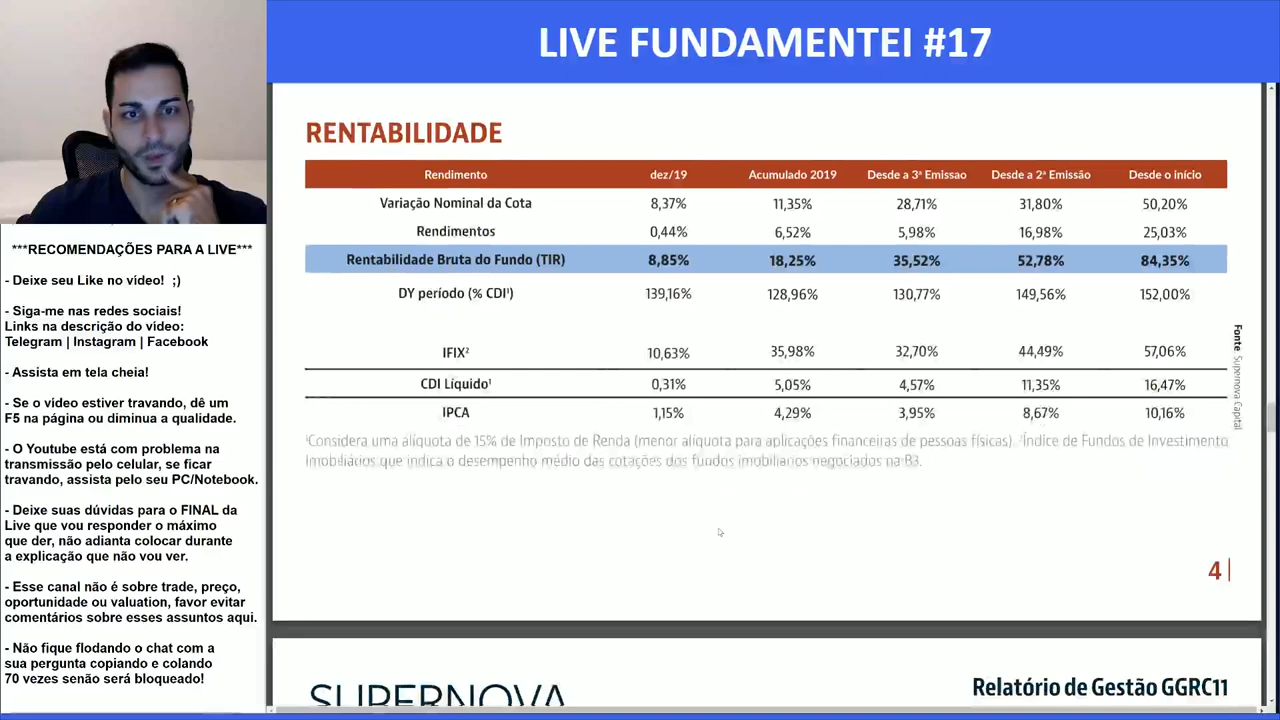 LIVE FUNDAMENTEI #17
***RECOMENDAÇÕES PARA A LIVE***
- Deixe seu Like no vídeo!  ;)
- Siga-me nas redes sociais!
Links na descrição do vídeo:
Telegram | Instagram | Facebook
- Assista em tela cheia!
- Se o vídeo estiver travando, dê um
F5 na página ou diminua a qualidade.
- O Youtube está com problema na
transmissão pelo celular, se ficar
travando, assista pelo seu PC/Notebook.
- Deixe suas dúvidas para o FINAL da
Live que vou responder o máximo
que der, não adianta colocar durante
a explicação que não vou ver.
- Esse canal não é sobre trade, preço,
oportunidade ou valuation, favor evitar
comentários sobre esses assuntos aqui.
- Não fique flodando o chat com a
sua pergunta copiando e colando
70 vezes senão será bloqueado!
RENTABILIDADE
Rendimento dez/19 Acumulado 2019 Desde a 3ª Emissao Desde a 2ª Emissão Desde o início
Variação Nominal da Cota 8,37% 11,35% 28,71% 31,80% 50,20%
Rendimentos 0,44% 6,52% 5,98% 16,98% 25,03%
Rentabilidade Bruta do Fundo (TIR) 8,85% 18,25% 35,52% 52,78% 84,35%
DY período (% CDI¹) 139,16% 128,96% 130,77% 149,56% 152,00%
IFIX² 10,63% 35,98% 32,70% 44,49% 57,06%
CDI Líquido¹ 0,31% 5,05% 4,57% 11,35% 16,47%
IPCA 1,15% 4,29% 3,95% 8,67% 10,16%
¹Considera uma alíquota de 15% de Imposto de Renda (menor alíquota para aplicações financeiras de pessoas físicas). ²Índice de Fundos de Investimento
Imobiliários que indica o desempenho médio das cotações dos fundos imobiliários negociados na B3.
Fonte: Supernova Capital
4 |
SUPERNOVA
Relatório de Gestão GGRC11